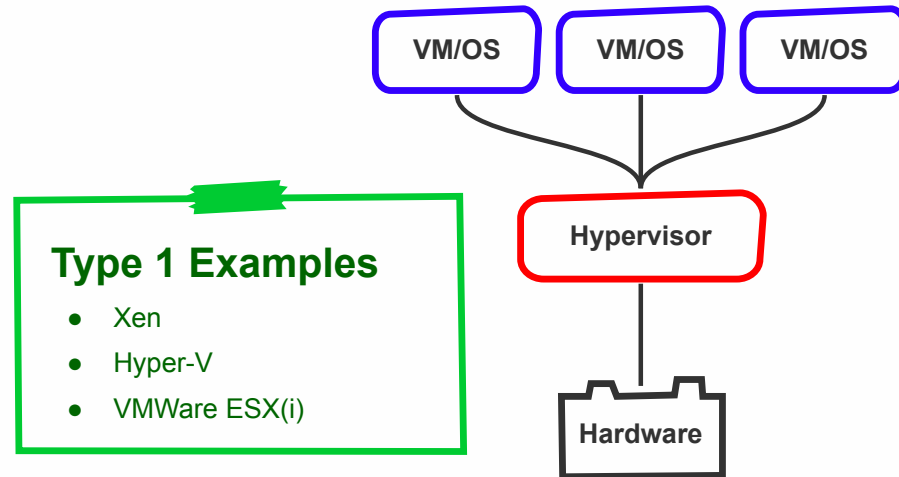 VM/OS VM/OS VM/OS
Hypervisor
Type 1 Examples
● Xen
● Hyper-V
● VMWare ESX(i)
Hardware